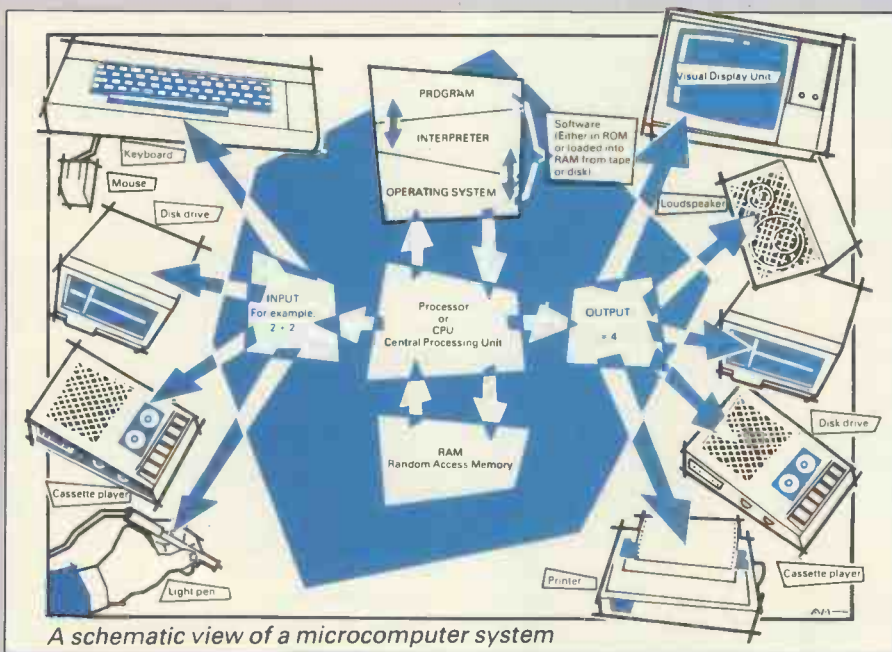 Keyboard
Mouse
Disk drive
Cassette player
Light pen
INPUT
For example.
2 + 2
PROGRAM
INTERPRETER
OPERATING SYSTEM
Software
(Either in ROM
or loaded into
RAM from tape
or disk)
Processor
or
CPU
Central Processing Unit
RAM
Random Access Memory
OUTPUT
= 4
Visual Display Unit
Loudspeaker
Disk drive
Cassette player
Printer
A schematic view of a microcomputer system